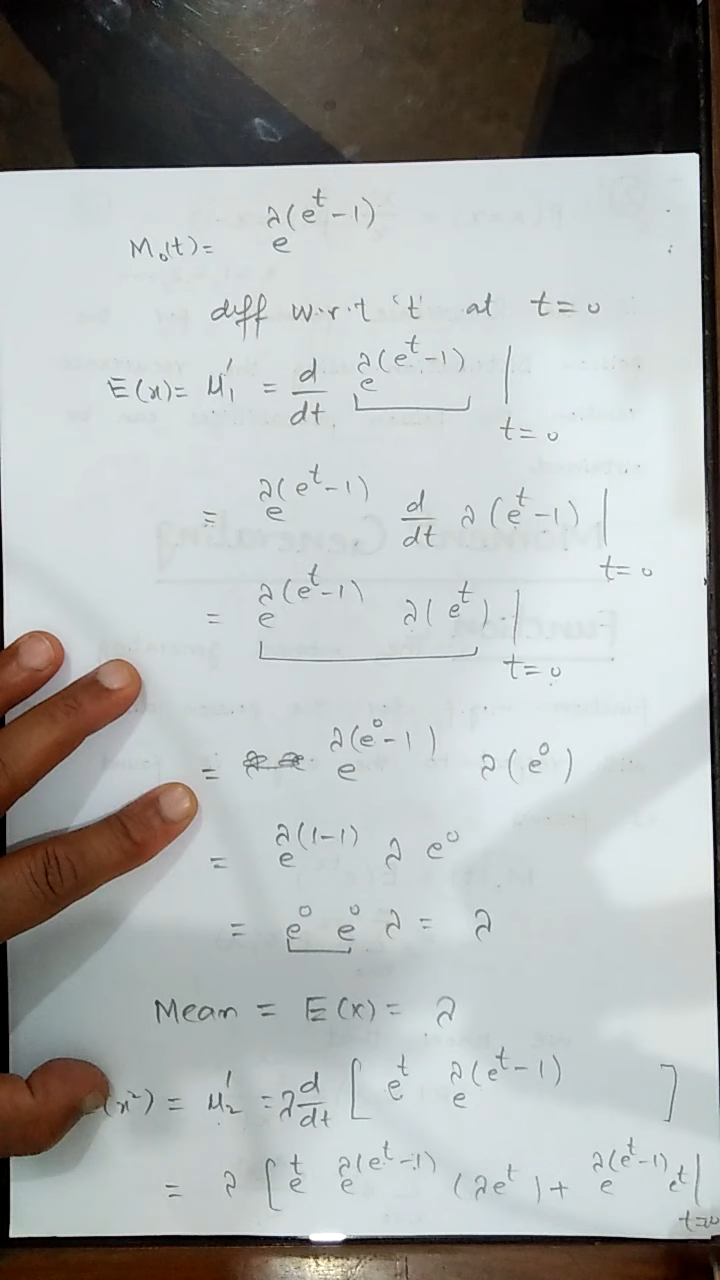 M₀(t) = e^λ(e^t-1)
diff w.r.t 't' at t=0
E(x) = μ₁′ = d/dt e^λ(e^t-1) | t=0
= e^λ(e^t-1) d/dt λ(e^t-1) | t=0
= e^λ(e^t-1) λ(e^t) | t=0
= e^λ(e^0-1) λ(e^0)
= e^λ(1-1) λ e^0
= e^0 e^0 λ = λ
Mean = E(x) = λ
(x²) = μ₂′ = λ d/dt [ e^t e^λ(e^t-1) ]
= λ [ e^t e^λ(e^t-1) (λe^t) + e^λ(e^t-1) e^t | t=0